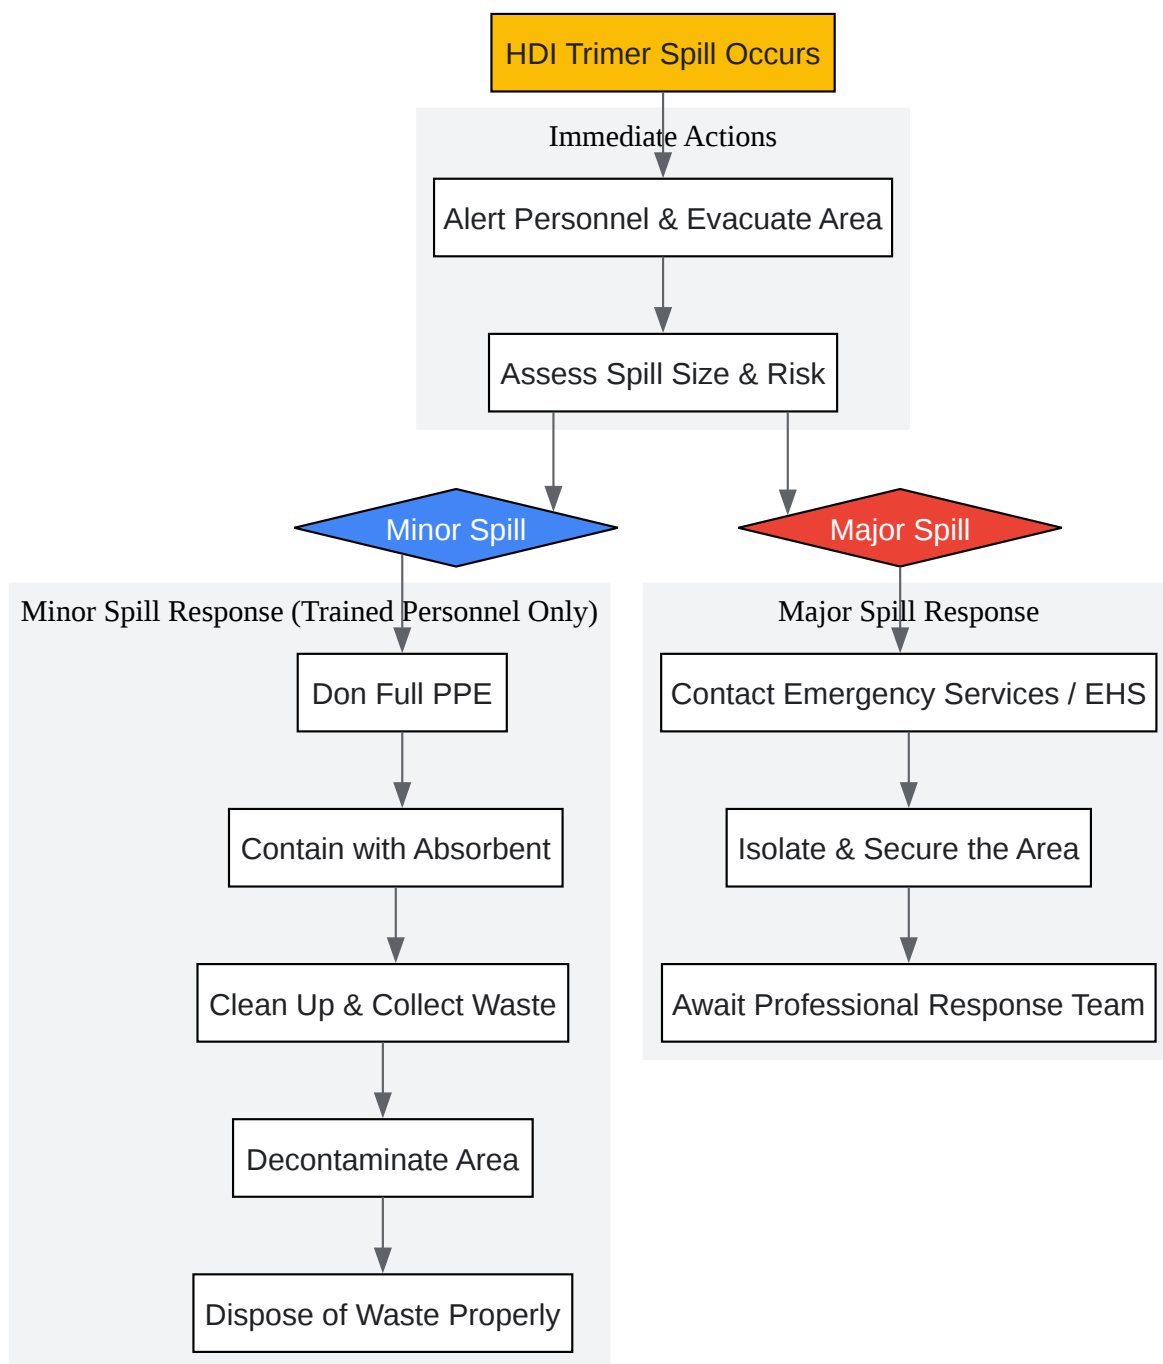 HDI Trimer Spill Occurs
Immediate Actions
Alert Personnel & Evacuate Area
Assess Spill Size & Risk
Minor Spill
Major Spill
Minor Spill Response (Trained Personnel Only)
Don Full PPE
Contain with Absorbent
Clean Up & Collect Waste
Decontaminate Area
Dispose of Waste Properly
Major Spill Response
Contact Emergency Services / EHS
Isolate & Secure the Area
Await Professional Response Team